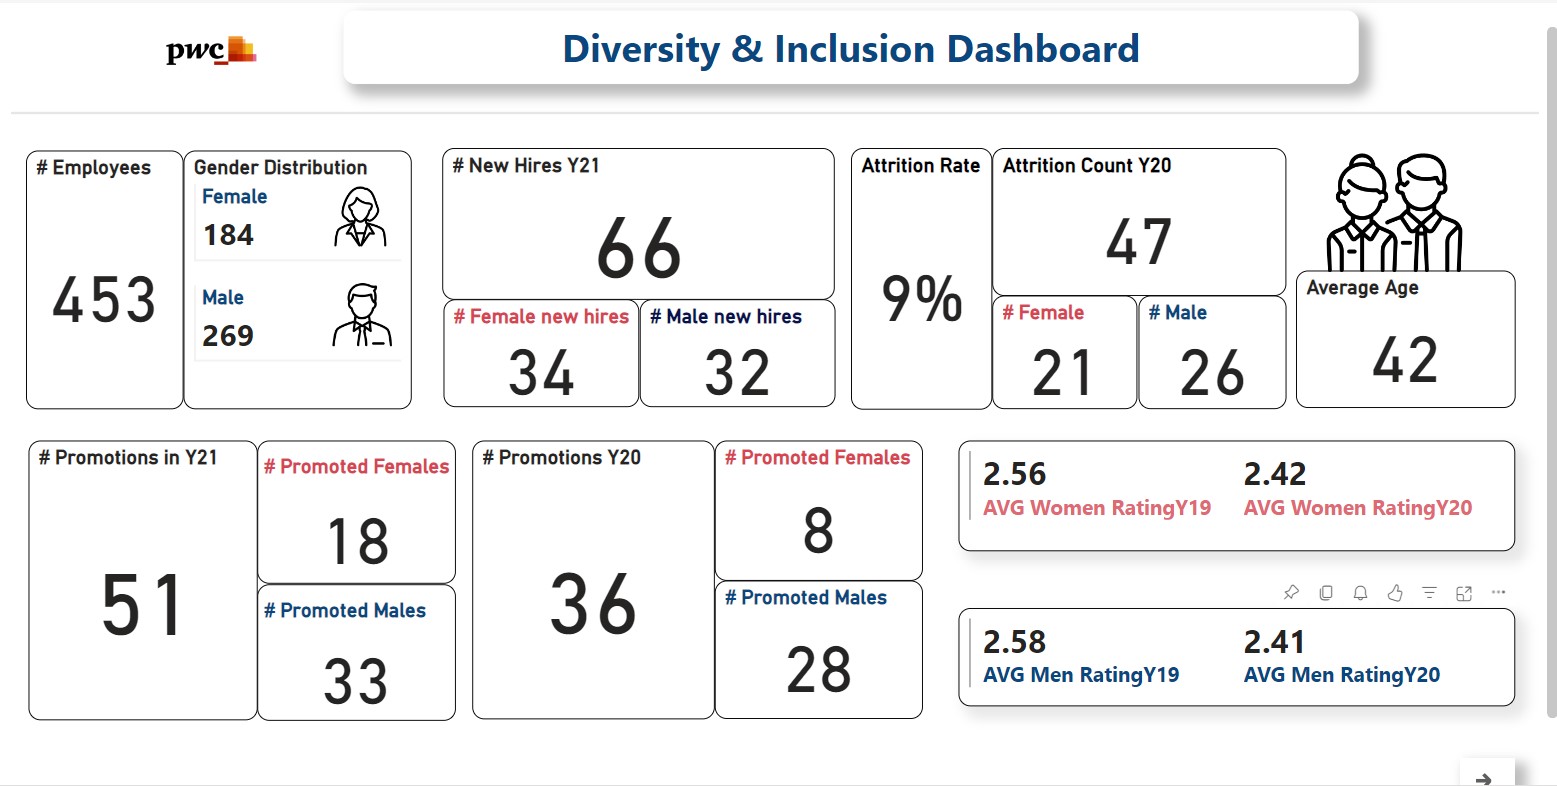 pwc
Diversity & Inclusion Dashboard
# Employees
453
Gender Distribution
Female
184
Male
269
# New Hires Y21
66
# Female new hires
34
# Male new hires
32
Attrition Rate
9%
Attrition Count Y20
47
# Female
21
# Male
26
Average Age
42
# Promotions in Y21
51
# Promoted Females
18
# Promoted Males
33
# Promotions Y20
36
# Promoted Females
8
# Promoted Males
28
2.56
AVG Women RatingY19
2.42
AVG Women RatingY20
2.58
AVG Men RatingY19
2.41
AVG Men RatingY20